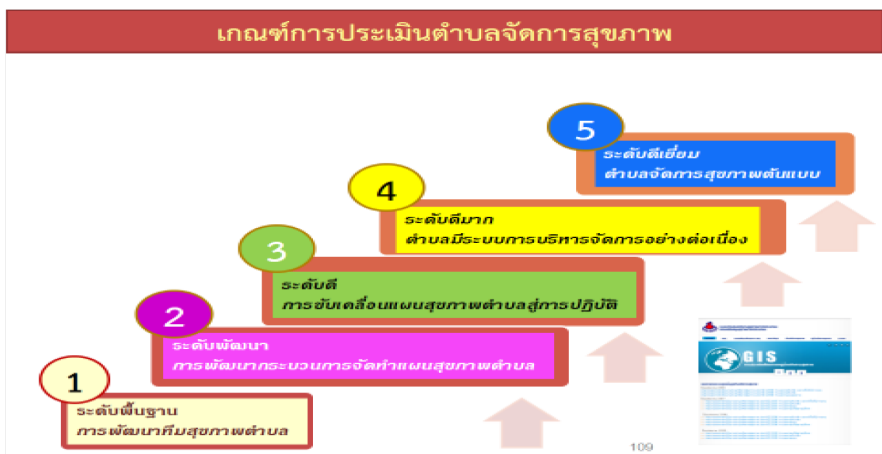 เกณฑ์การประเมินตำบลจัดการสุขภาพ
5
ระดับดีเยี่ยม
ตำบลจัดการสุขภาพต้นแบบ
4
ระดับดีมาก
ตำบลมีระบบการบริหารจัดการอย่างต่อเนื่อง
3
ระดับดี
การขับเคลื่อนแผนสุขภาพตำบลสู่การปฏิบัติ
2
ระดับพัฒนา
การพัฒนากระบวนการจัดทำแผนสุขภาพตำบล
1
ระดับพื้นฐาน
การพัฒนาทีมสุขภาพตำบล
GIS
109